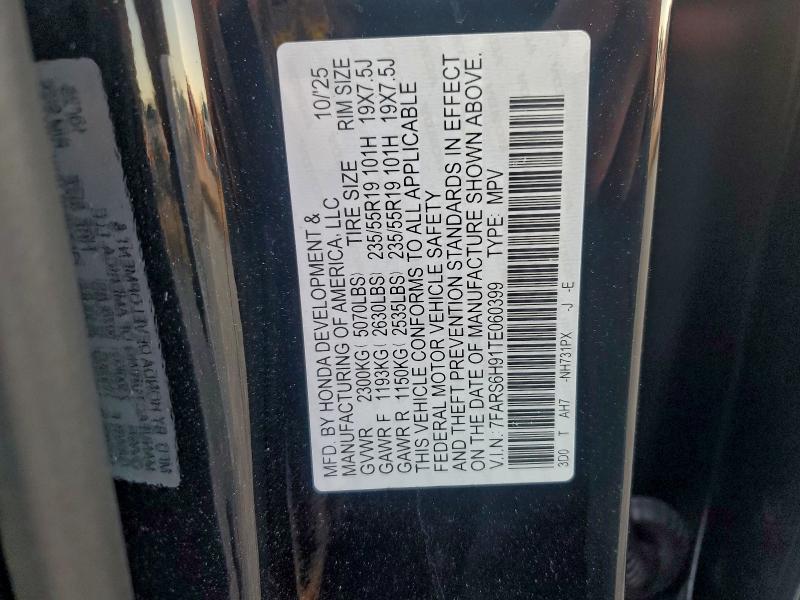 MFD. BY HONDA DEVELOPMENT & 10/'25
MANUFACTURING OF AMERICA, LLC
TIRE SIZE RIM SIZE
GVWR 2300KG( 5070LBS)
GAWR F 1193KG( 2630LBS) 235/55R19 101H 19X7.5J
GAWR R 1150KG( 2535LBS) 235/55R19 101H 19X7.5J
THIS VEHICLE CONFORMS TO ALL APPLICABLE
FEDERAL MOTOR VEHICLE SAFETY
AND THEFT PREVENTION STANDARDS IN EFFECT
ON THE DATE OF MANUFACTURE SHOWN ABOVE.
V.I.N: 7FARS6H91TE060399 TYPE: MPV
3D0 T AH7 -NH731PX -J -E